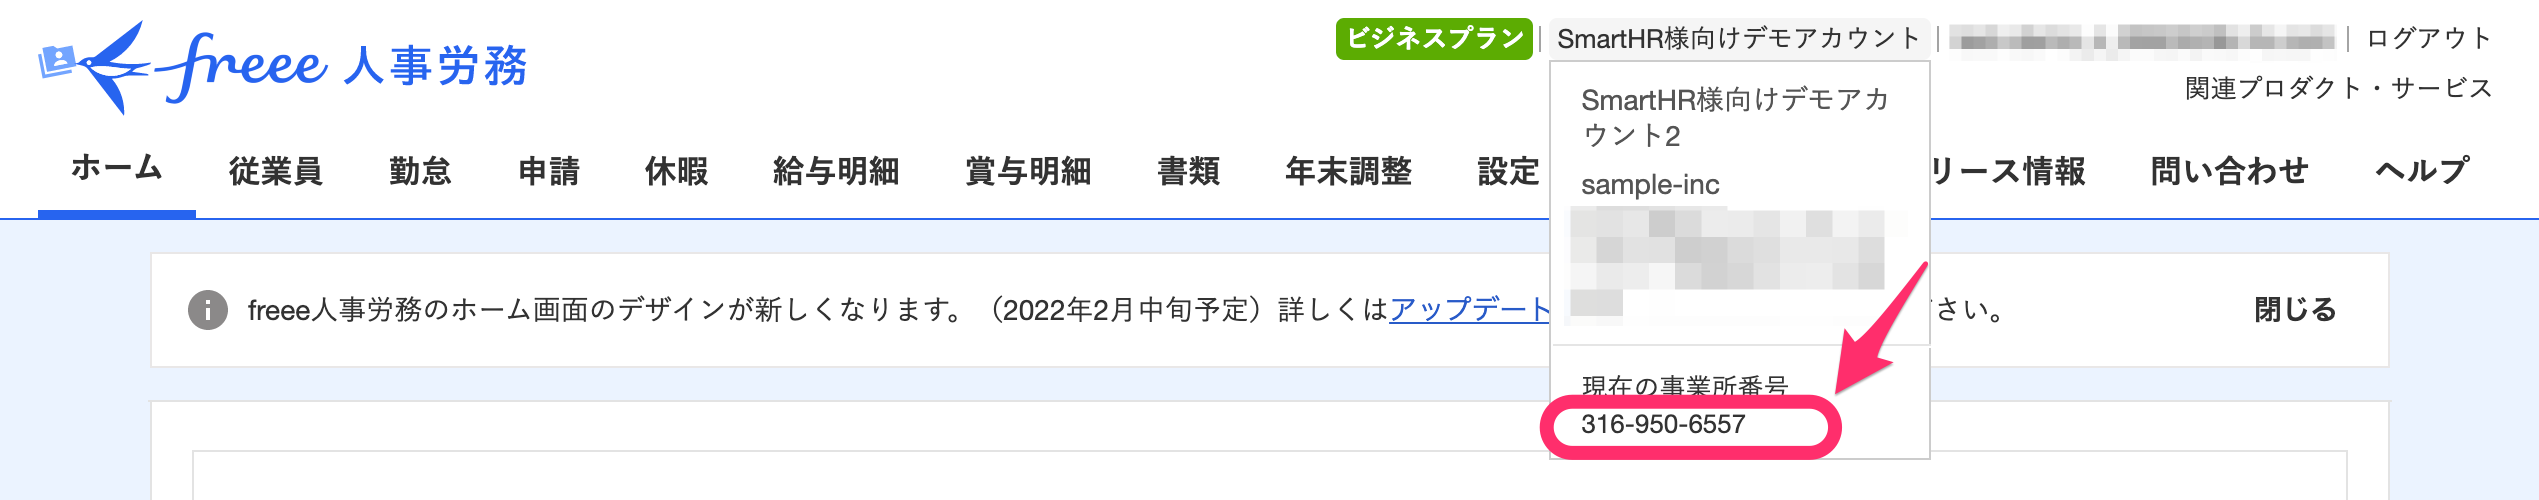 freee 人事労務
ビジネスプラン
SmartHR様向けデモアカウント
ログアウト
関連プロダクト・サービス
ホーム 従業員 勤怠 申請 休暇 給与明細 賞与明細 書類 年末調整 設定 リース情報 問い合わせ ヘルプ
SmartHR様向けデモアカ
ウント2
sample-inc
freee人事労務のホーム画面のデザインが新しくなります。（2022年2月中旬予定）詳しくはアップデート
さい。
閉じる
現在の事業所番号
316-950-6557